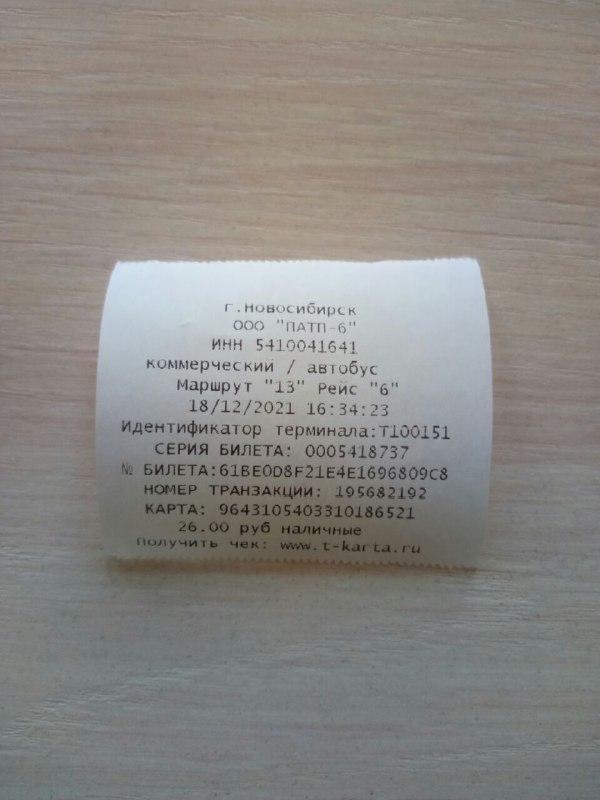 г.Новосибирск
ООО "ПАТП-6"
ИНН 5410041641
коммерческий / автобус
Маршрут "13" Рейс "6"
18/12/2021 16:34:23
Идентификатор терминала:Т100151
СЕРИЯ БИЛЕТА: 0005418737
№ БИЛЕТА:61BE0D8F21E4E1696809C8
НОМЕР ТРАНЗАКЦИИ: 195682192
КАРТА: 9643105403310186521
26.00 руб наличные
Получить чек: www.t-karta.ru